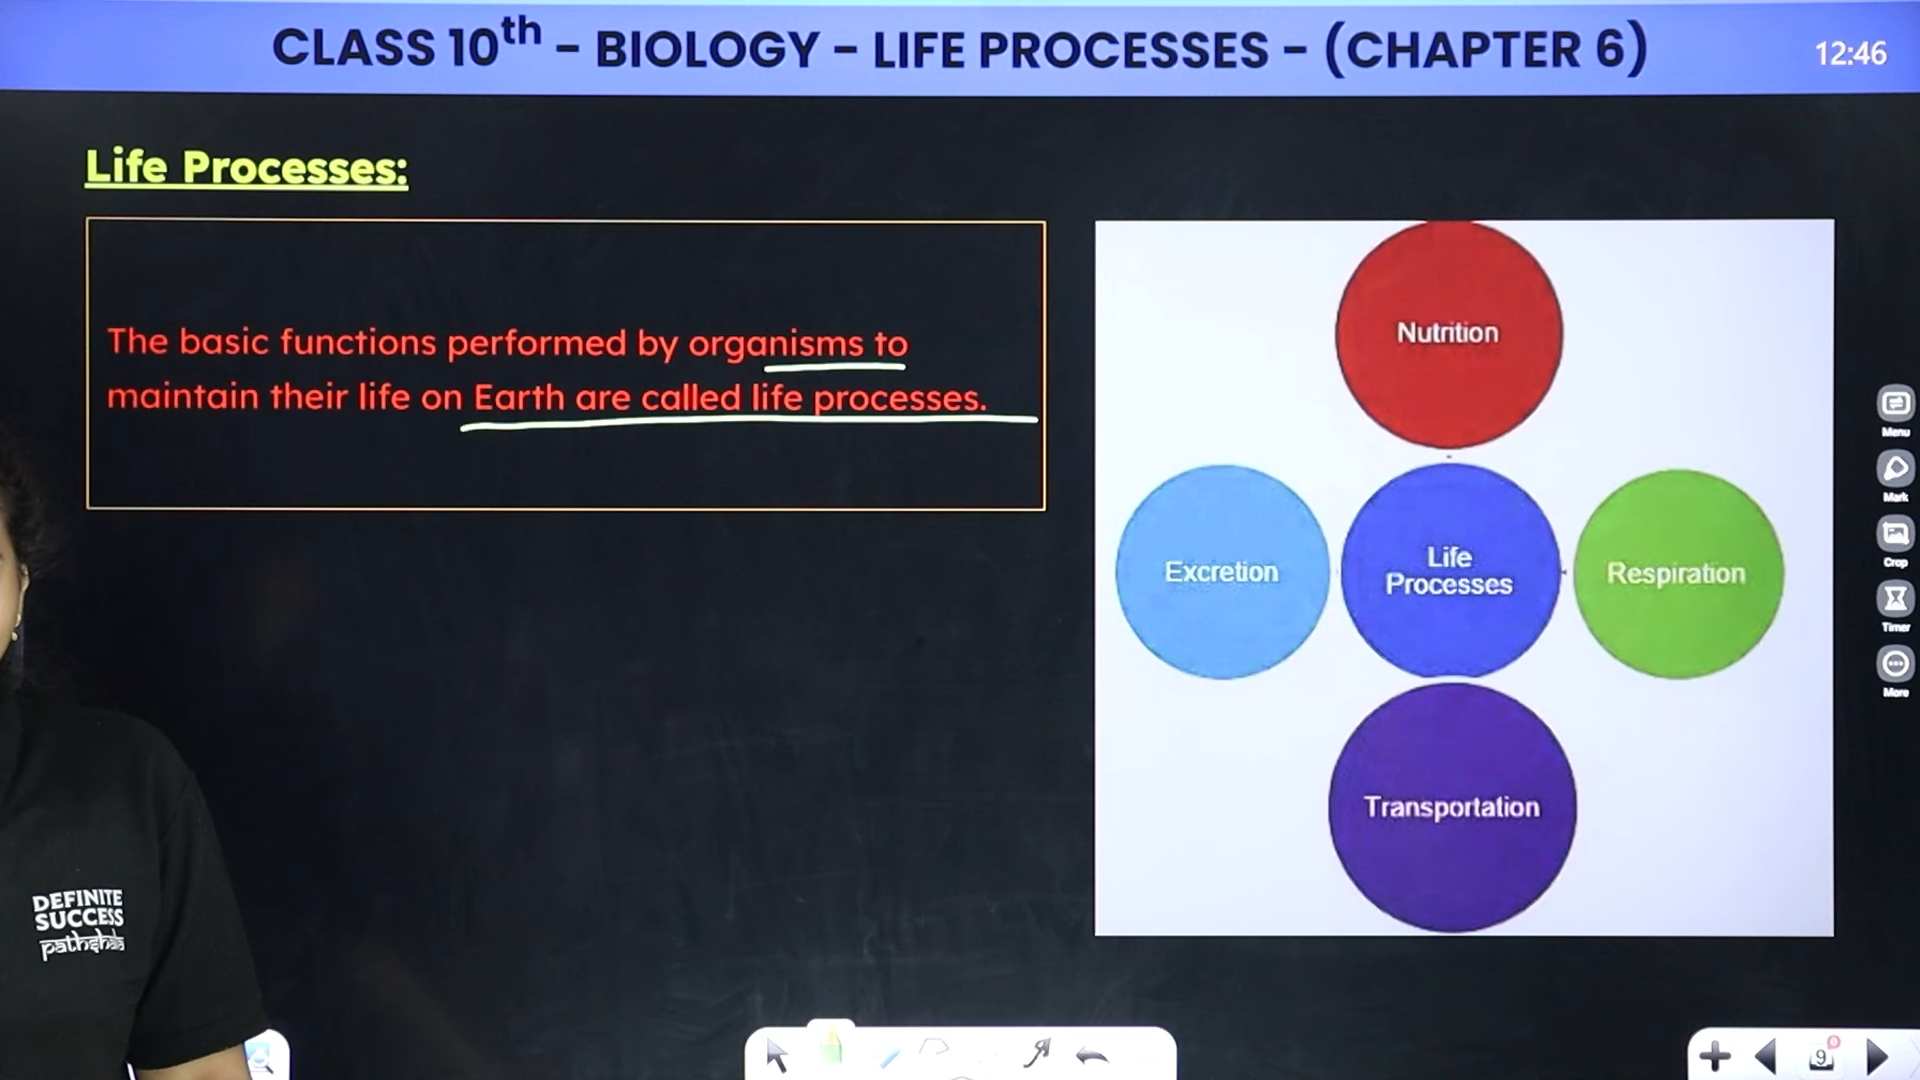 CLASS 10th - BIOLOGY - LIFE PROCESSES - (CHAPTER 6)
12:46
Life Processes:
The basic functions performed by organisms to
maintain their life on Earth are called life processes.
Nutrition
Excretion
Life
Processes
Respiration
Transportation
Menu
Mark
Crop
Timer
More
DEFINITE
SUCCESS
pathshala
9